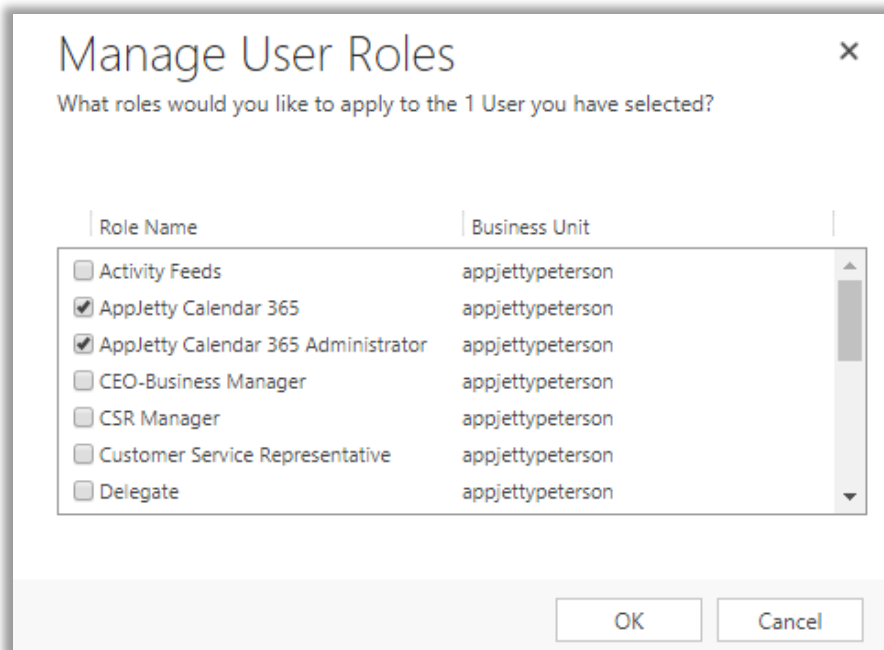 Manage User Roles
What roles would you like to apply to the 1 User you have selected?
Role Name Business Unit
Activity Feeds appjettypeterson
AppJetty Calendar 365 appjettypeterson
AppJetty Calendar 365 Administrator appjettypeterson
CEO-Business Manager appjettypeterson
CSR Manager appjettypeterson
Customer Service Representative appjettypeterson
Delegate appjettypeterson
OK Cancel